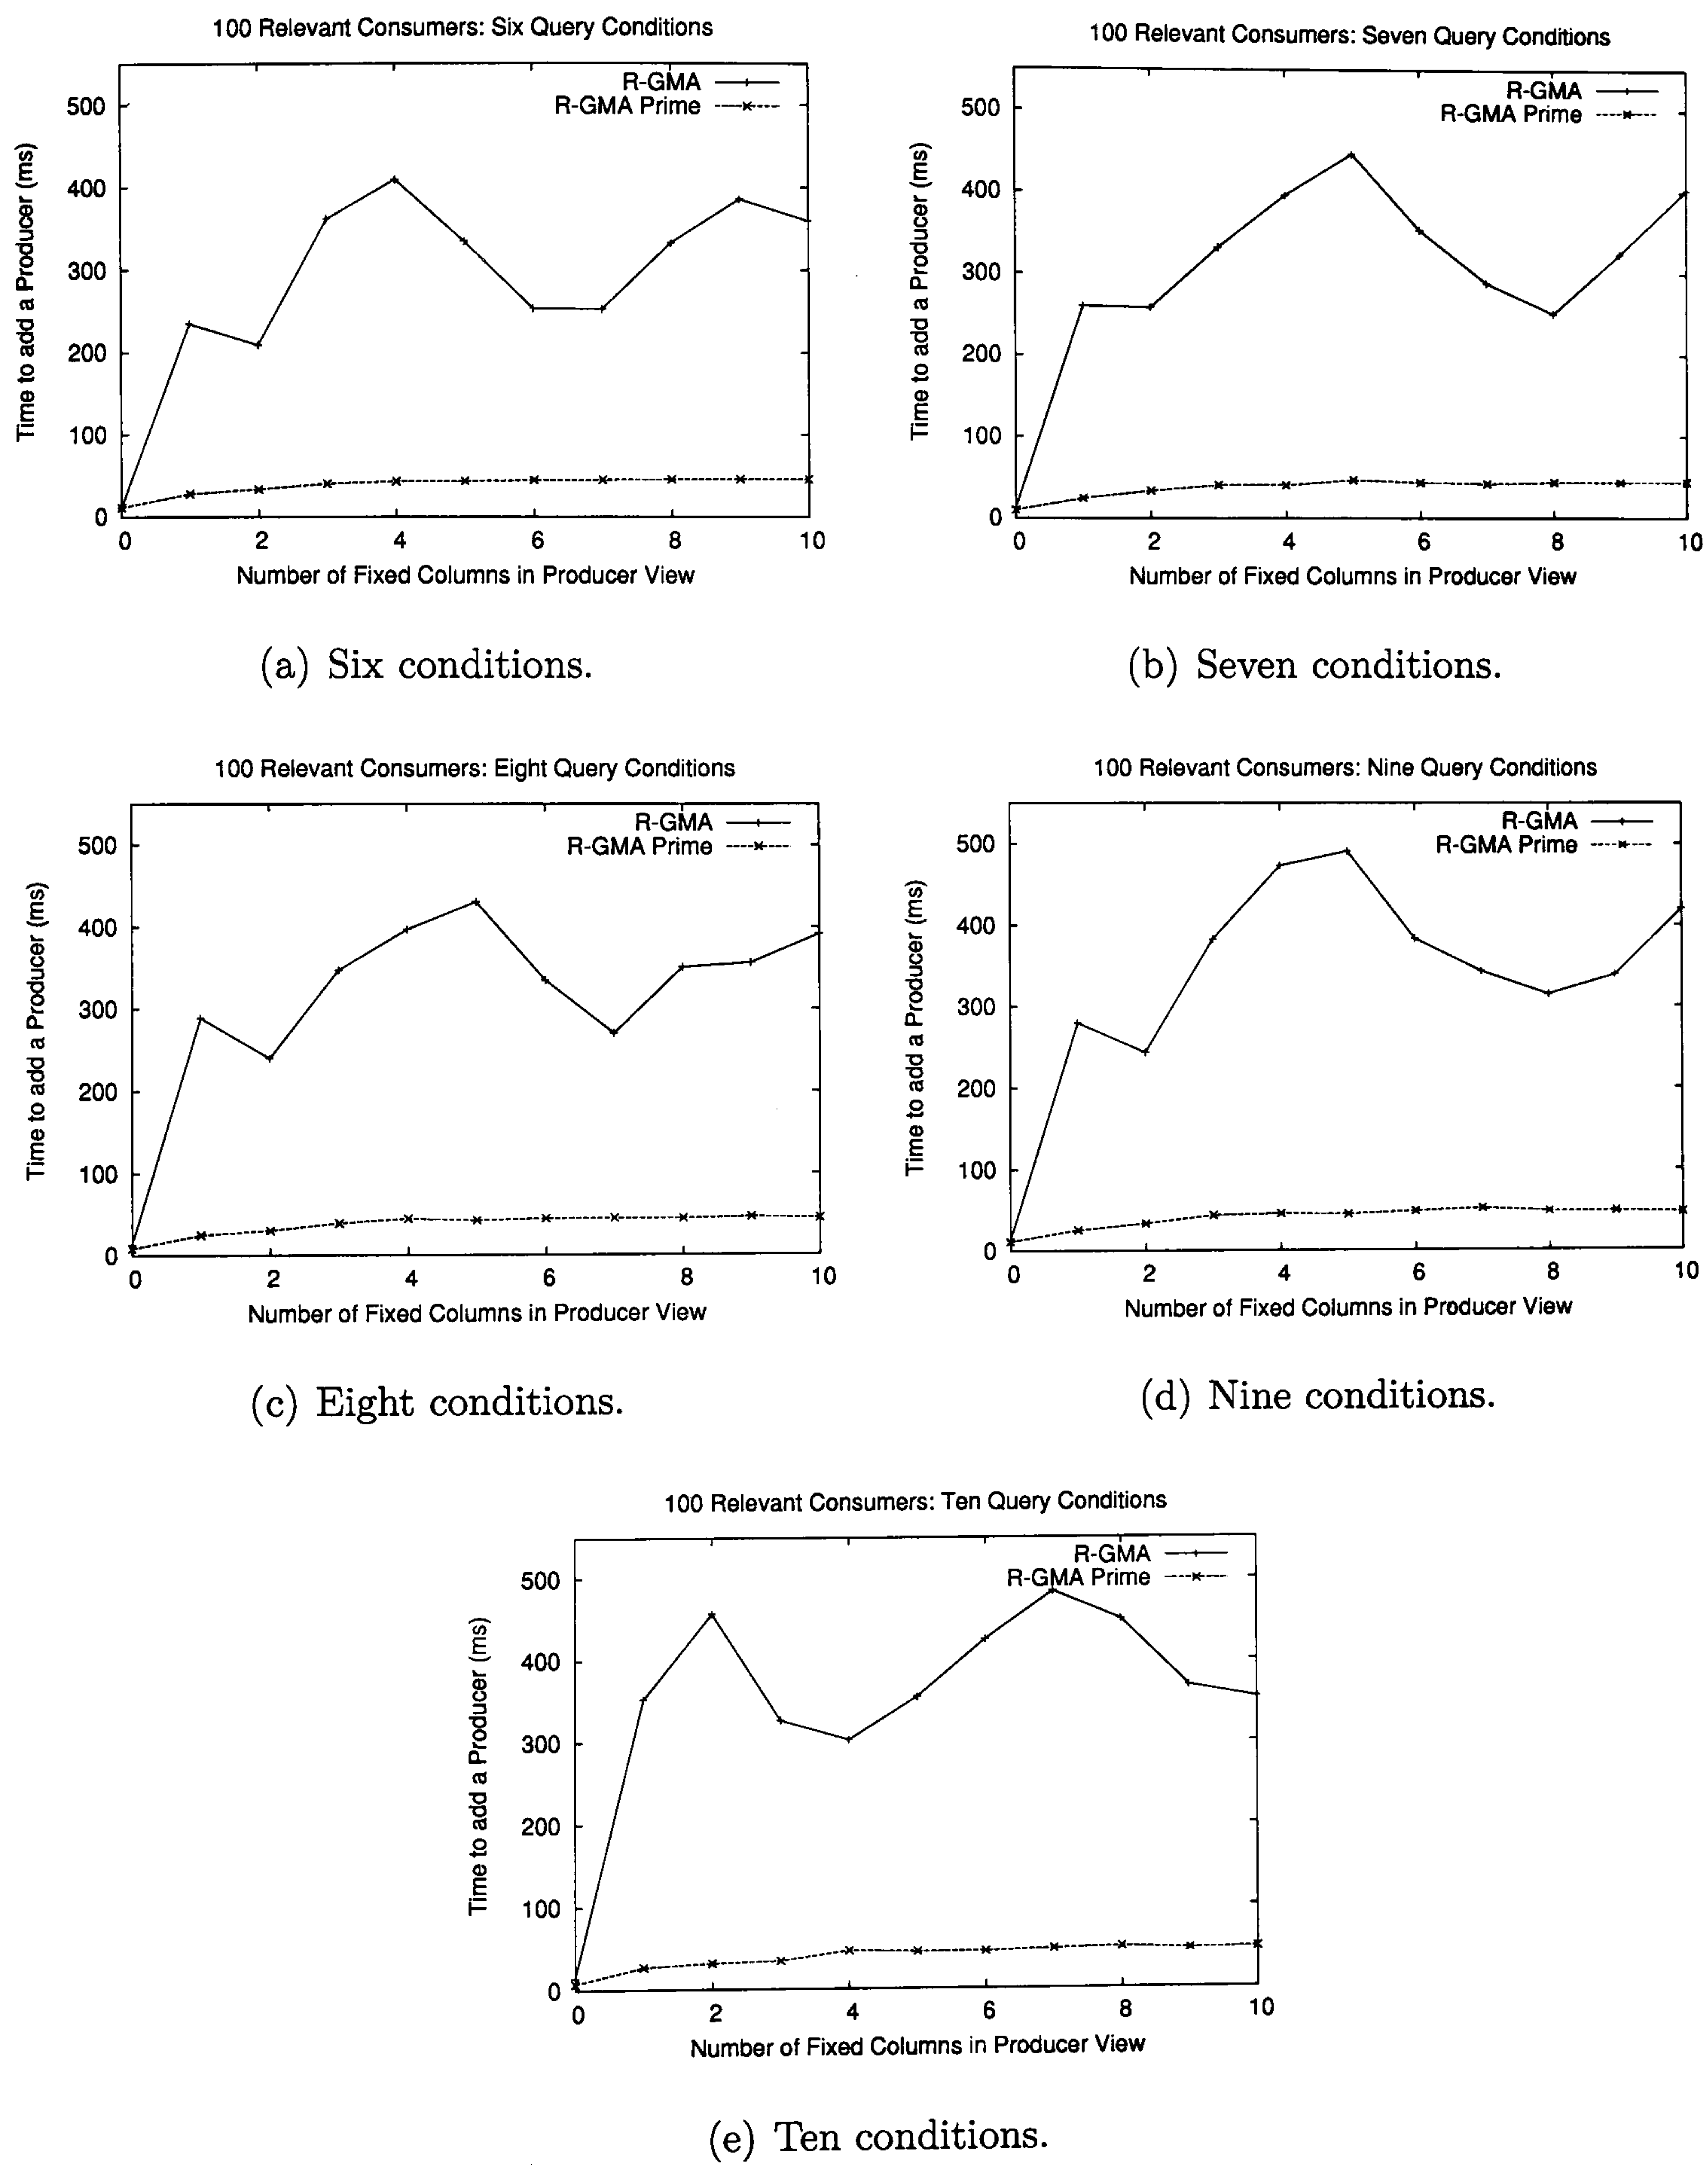 100 Relevant Consumers: Six Query Conditions
R-GMA
R-GMA Prime
500
400
300
200
100
0
Time to add a Producer (ms)
0 2 4 6 8 10
Number of Fixed Columns in Producer View
(a) Six conditions.
100 Relevant Consumers: Seven Query Conditions
R-GMA
R-GMA Prime
500
400
300
200
100
0
Time to add a Producer (ms)
0 2 4 6 8 10
Number of Fixed Columns in Producer View
(b) Seven conditions.
100 Relevant Consumers: Eight Query Conditions
R-GMA
R-GMA Prime
500
400
300
200
100
0
Time to add a Producer (ms)
0 2 4 6 8 10
Number of Fixed Columns in Producer View
(c) Eight conditions.
100 Relevant Consumers: Nine Query Conditions
R-GMA
R-GMA Prime
500
400
300
200
100
0
Time to add a Producer (ms)
0 2 4 6 8 10
Number of Fixed Columns in Producer View
(d) Nine conditions.
100 Relevant Consumers: Ten Query Conditions
R-GMA
R-GMA Prime
500
400
300
200
100
0
Time to add a Producer (ms)
0 2 4 6 8 10
Number of Fixed Columns in Producer View
(e) Ten conditions.